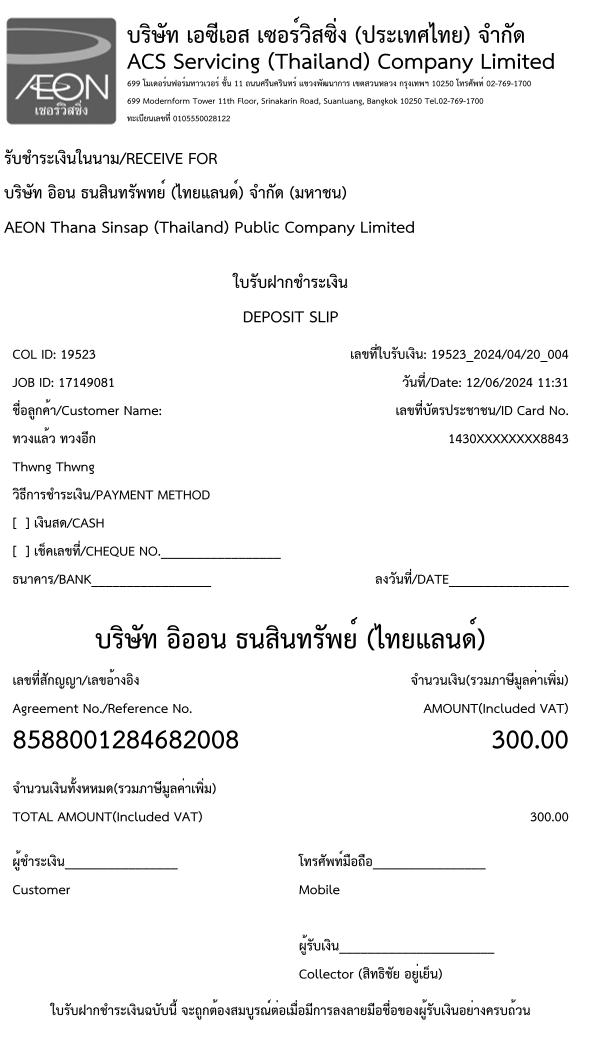 AEON
เซอร์วิสซิ่ง
บริษัท เอซีเอส เซอร์วิสซิ่ง (ประเทศไทย) จำกัด
ACS Servicing (Thailand) Company Limited
699 โมเดอร์นฟอร์มทาวเวอร์ ชั้น 11 ถนนศรีนครินทร์ แขวงพัฒนาการ เขตสวนหลวง กรุงเทพฯ 10250 โทรศัพท์ 02-769-1700
699 Modernform Tower 11th Floor, Srinakarin Road, Suanluang, Bangkok 10250 Tel.02-769-1700
ทะเบียนเลขที่ 0105550028122
รับชำระเงินในนาม/RECEIVE FOR
บริษัท อิออน ธนสินทรัพทย์ (ไทยแลนด์) จำกัด (มหาชน)
AEON Thana Sinsap (Thailand) Public Company Limited
ใบรับฝากชำระเงิน
DEPOSIT SLIP
COL ID: 19523 เลขที่ใบรับเงิน: 19523_2024/04/20_004
JOB ID: 17149081 วันที่/Date: 12/06/2024 11:31
ชื่อลูกค้า/Customer Name: เลขที่บัตรประชาชน/ID Card No.
ทวงแล้ว ทวงอีก 1430XXXXXXXX8843
Thwng Thwng
วิธีการชำระเงิน/PAYMENT METHOD
[ ] เงินสด/CASH
[ ] เช็คเลขที่/CHEQUE NO.__________________
ธนาคาร/BANK__________________ ลงวันที่/DATE__________________
บริษัท อิออน ธนสินทรัพย์ (ไทยแลนด์)
เลขที่สัญญา/เลขอ้างอิง จำนวนเงิน(รวมภาษีมูลค่าเพิ่ม)
Agreement No./Reference No. AMOUNT(Included VAT)
8588001284682008 300.00
จำนวนเงินทั้งหหมด(รวมภาษีมูลค่าเพิ่ม)
TOTAL AMOUNT(Included VAT) 300.00
ผู้ชำระเงิน_________________ โทรศัพท์มือถือ_________________
Customer Mobile
ผู้รับเงิน_______________________
Collector (สิทธิชัย อยู่เย็น)
ใบรับฝากชำระเงินฉบับนี้ จะถูกต้องสมบูรณ์ต่อเมื่อมีการลงลายมือชื่อของผู้รับเงินอย่างครบถ้วน